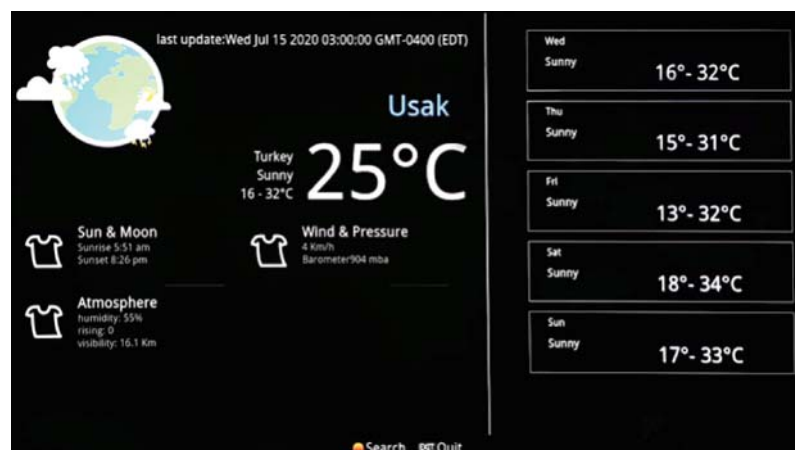 last update:Wed Jul 15 2020 03:00:00 GMT-0400 (EDT)
Usak
Turkey
Sunny
16 - 32°C
25°C
Sun & Moon
Sunrise 5:51 am
Sunset 8:26 pm
Wind & Pressure
4 Km/h
Barometer904 mba
Atmosphere
humidity: 55%
rising: 0
visibility: 16.1 Km
Wed
Sunny
16°- 32°C
Thu
Sunny
15°- 31°C
Fri
Sunny
13°- 32°C
Sat
Sunny
18°- 34°C
Sun
Sunny
17°- 33°C
Search
Quit